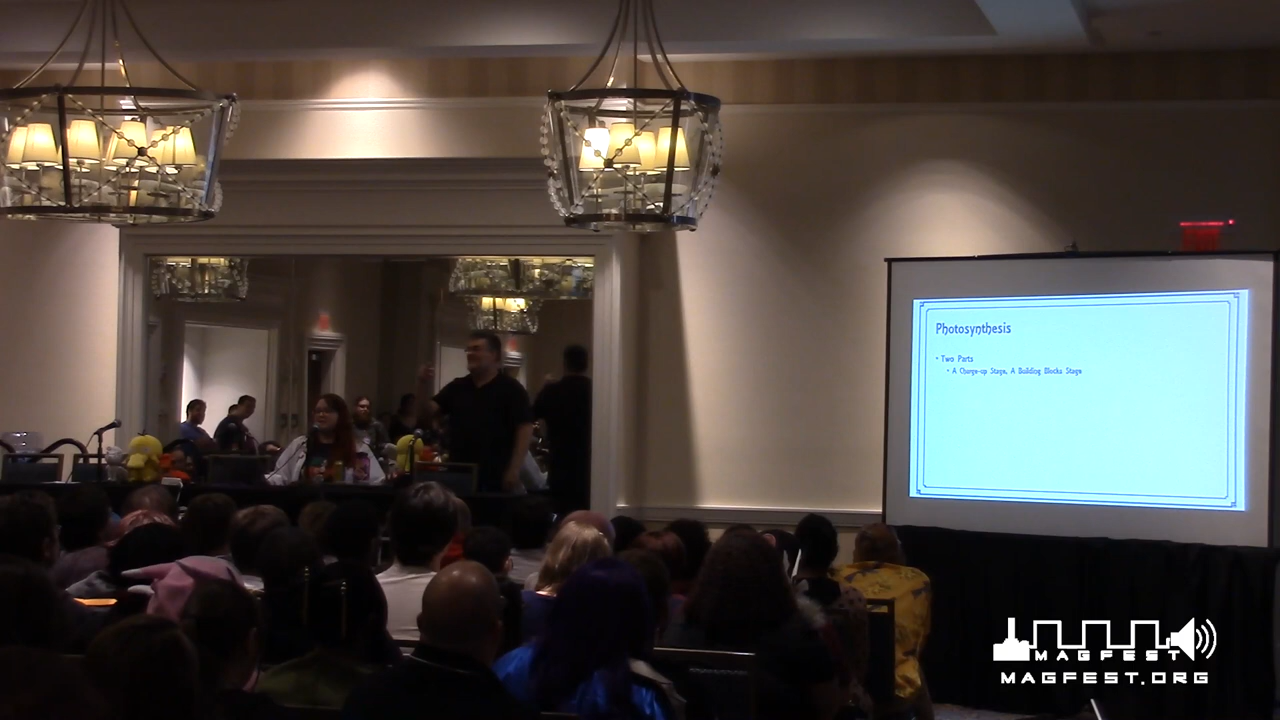 Photosynthesis
• Two Parts
• A Charge-up Stage, A Building Blocks Stage
MAGFEST
MAGFEST.ORG